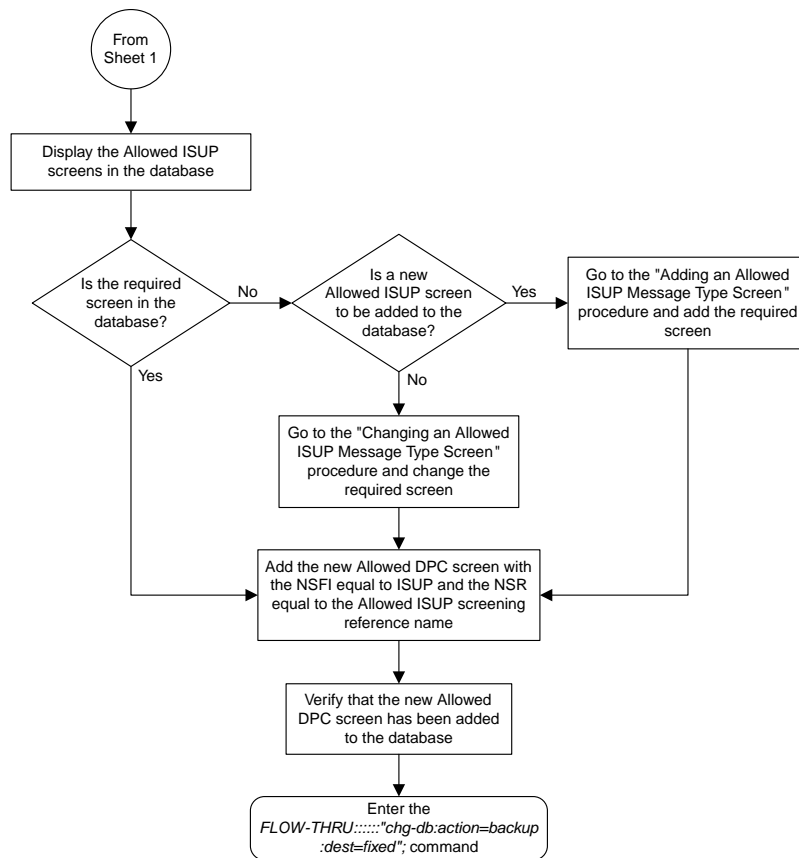 From
Sheet 1
Display the Allowed ISUP
screens in the database
Is the required
screen in the
database?
No
Is a new
Allowed ISUP screen
to be added to the
database?
Yes
Go to the "Adding an Allowed
ISUP Message Type Screen"
procedure and add the required
screen
Yes
No
Go to the "Changing an Allowed
ISUP Message Type Screen"
procedure and change the
required screen
Add the new Allowed DPC screen with
the NSFI equal to ISUP and the NSR
equal to the Allowed ISUP screening
reference name
Verify that the new Allowed
DPC screen has been added
to the database
Enter the
FLOW-THRU::::::"chg-db:action=backup
:dest=fixed"; command